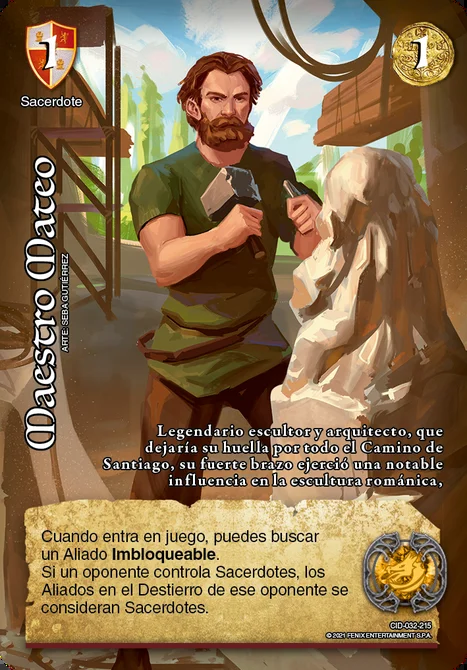 1
1
Sacerdote
Maestro Mateo
ARTE: SEBA GUTIÉRREZ
Legendario escultor y arquitecto, que
dejaría su huella por todo el Camino de
Santiago, su fuerte brazo ejerció una notable
influencia en la escultura románica,
Cuando entra en juego, puedes buscar
un Aliado Imbloqueable.
Si un oponente controla Sacerdotes, los
Aliados en el Destierro de ese oponente se
consideran Sacerdotes.
CID-032-215
©2021 FENIX ENTERTAINMENT S.P.A.